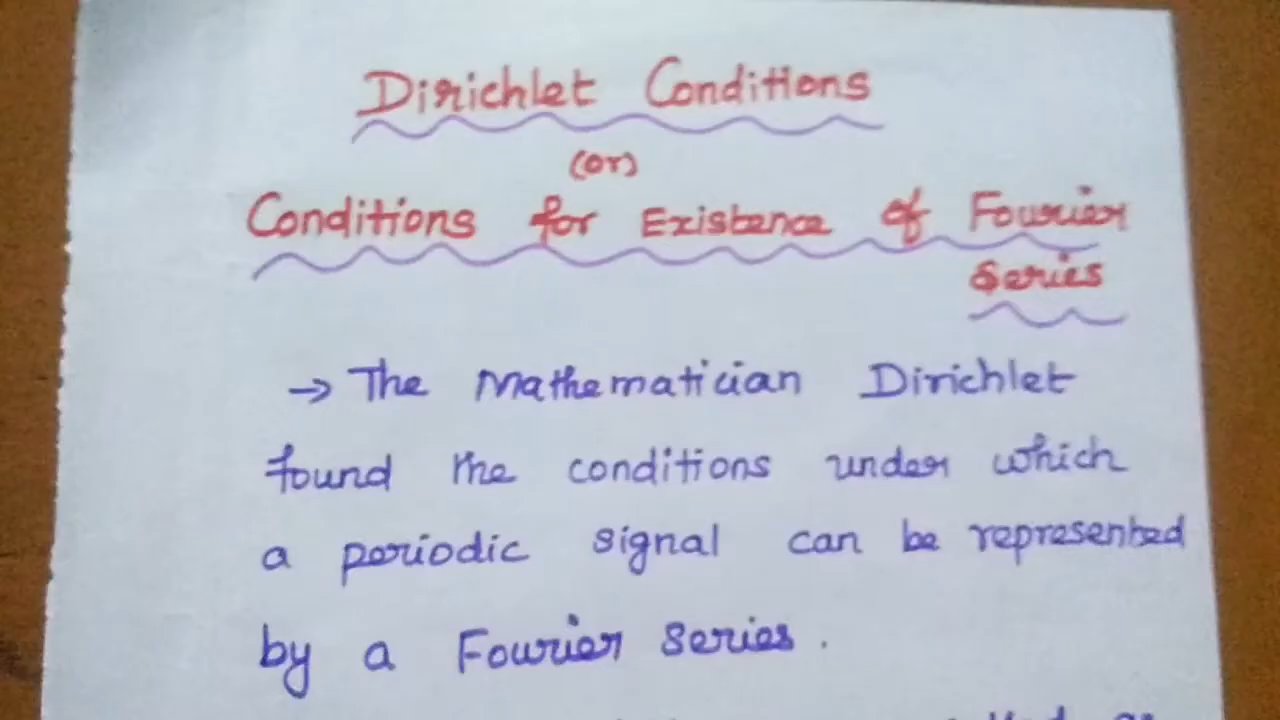 Dirichlet Conditions
(or)
Conditions for Existence of Fourier
Series
→ The Mathematician Dirichlet
found the conditions under which
a periodic signal can be represented
by a Fourier Series.